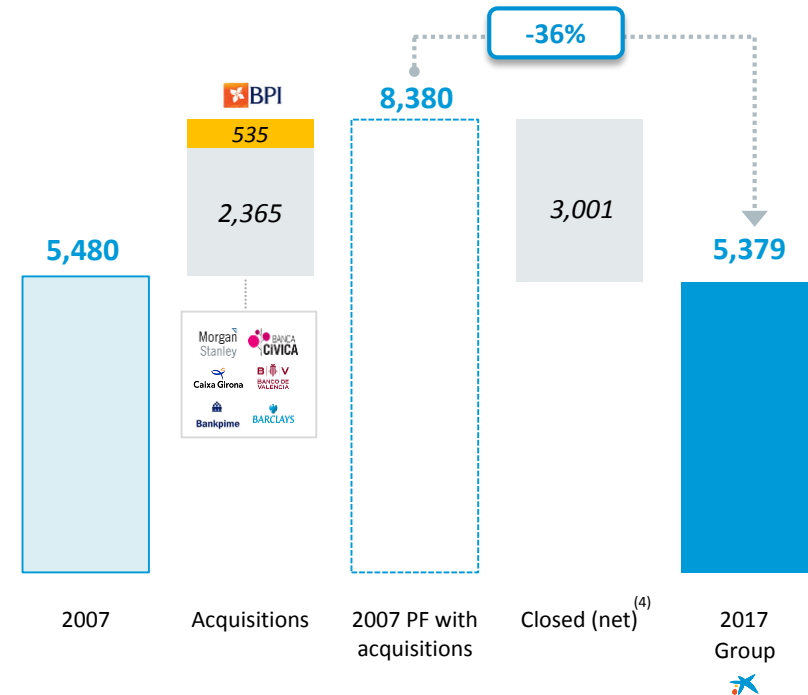 -36%
BPI
8,380
535
2,365
3,001
5,480
5,379
Morgan
Stanley
BANCA
CIVICA
Caixa Girona
B V
BANCO DE
VALENCIA
Bankpime
BARCLAYS
2007
Acquisitions
2007 PF with
acquisitions
Closed (net)(4)
2017
Group